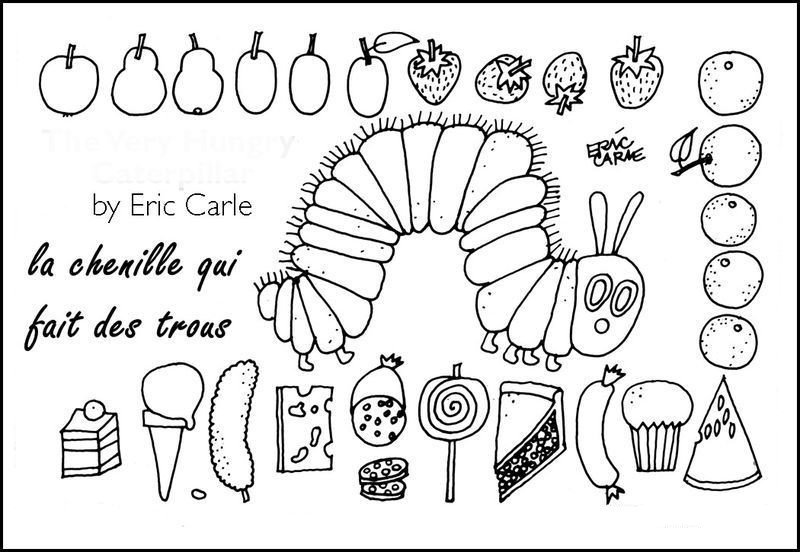 The Very Hungry
Caterpillar
by Eric Carle
la chenille qui
fait des trous
ERIC
CARLE